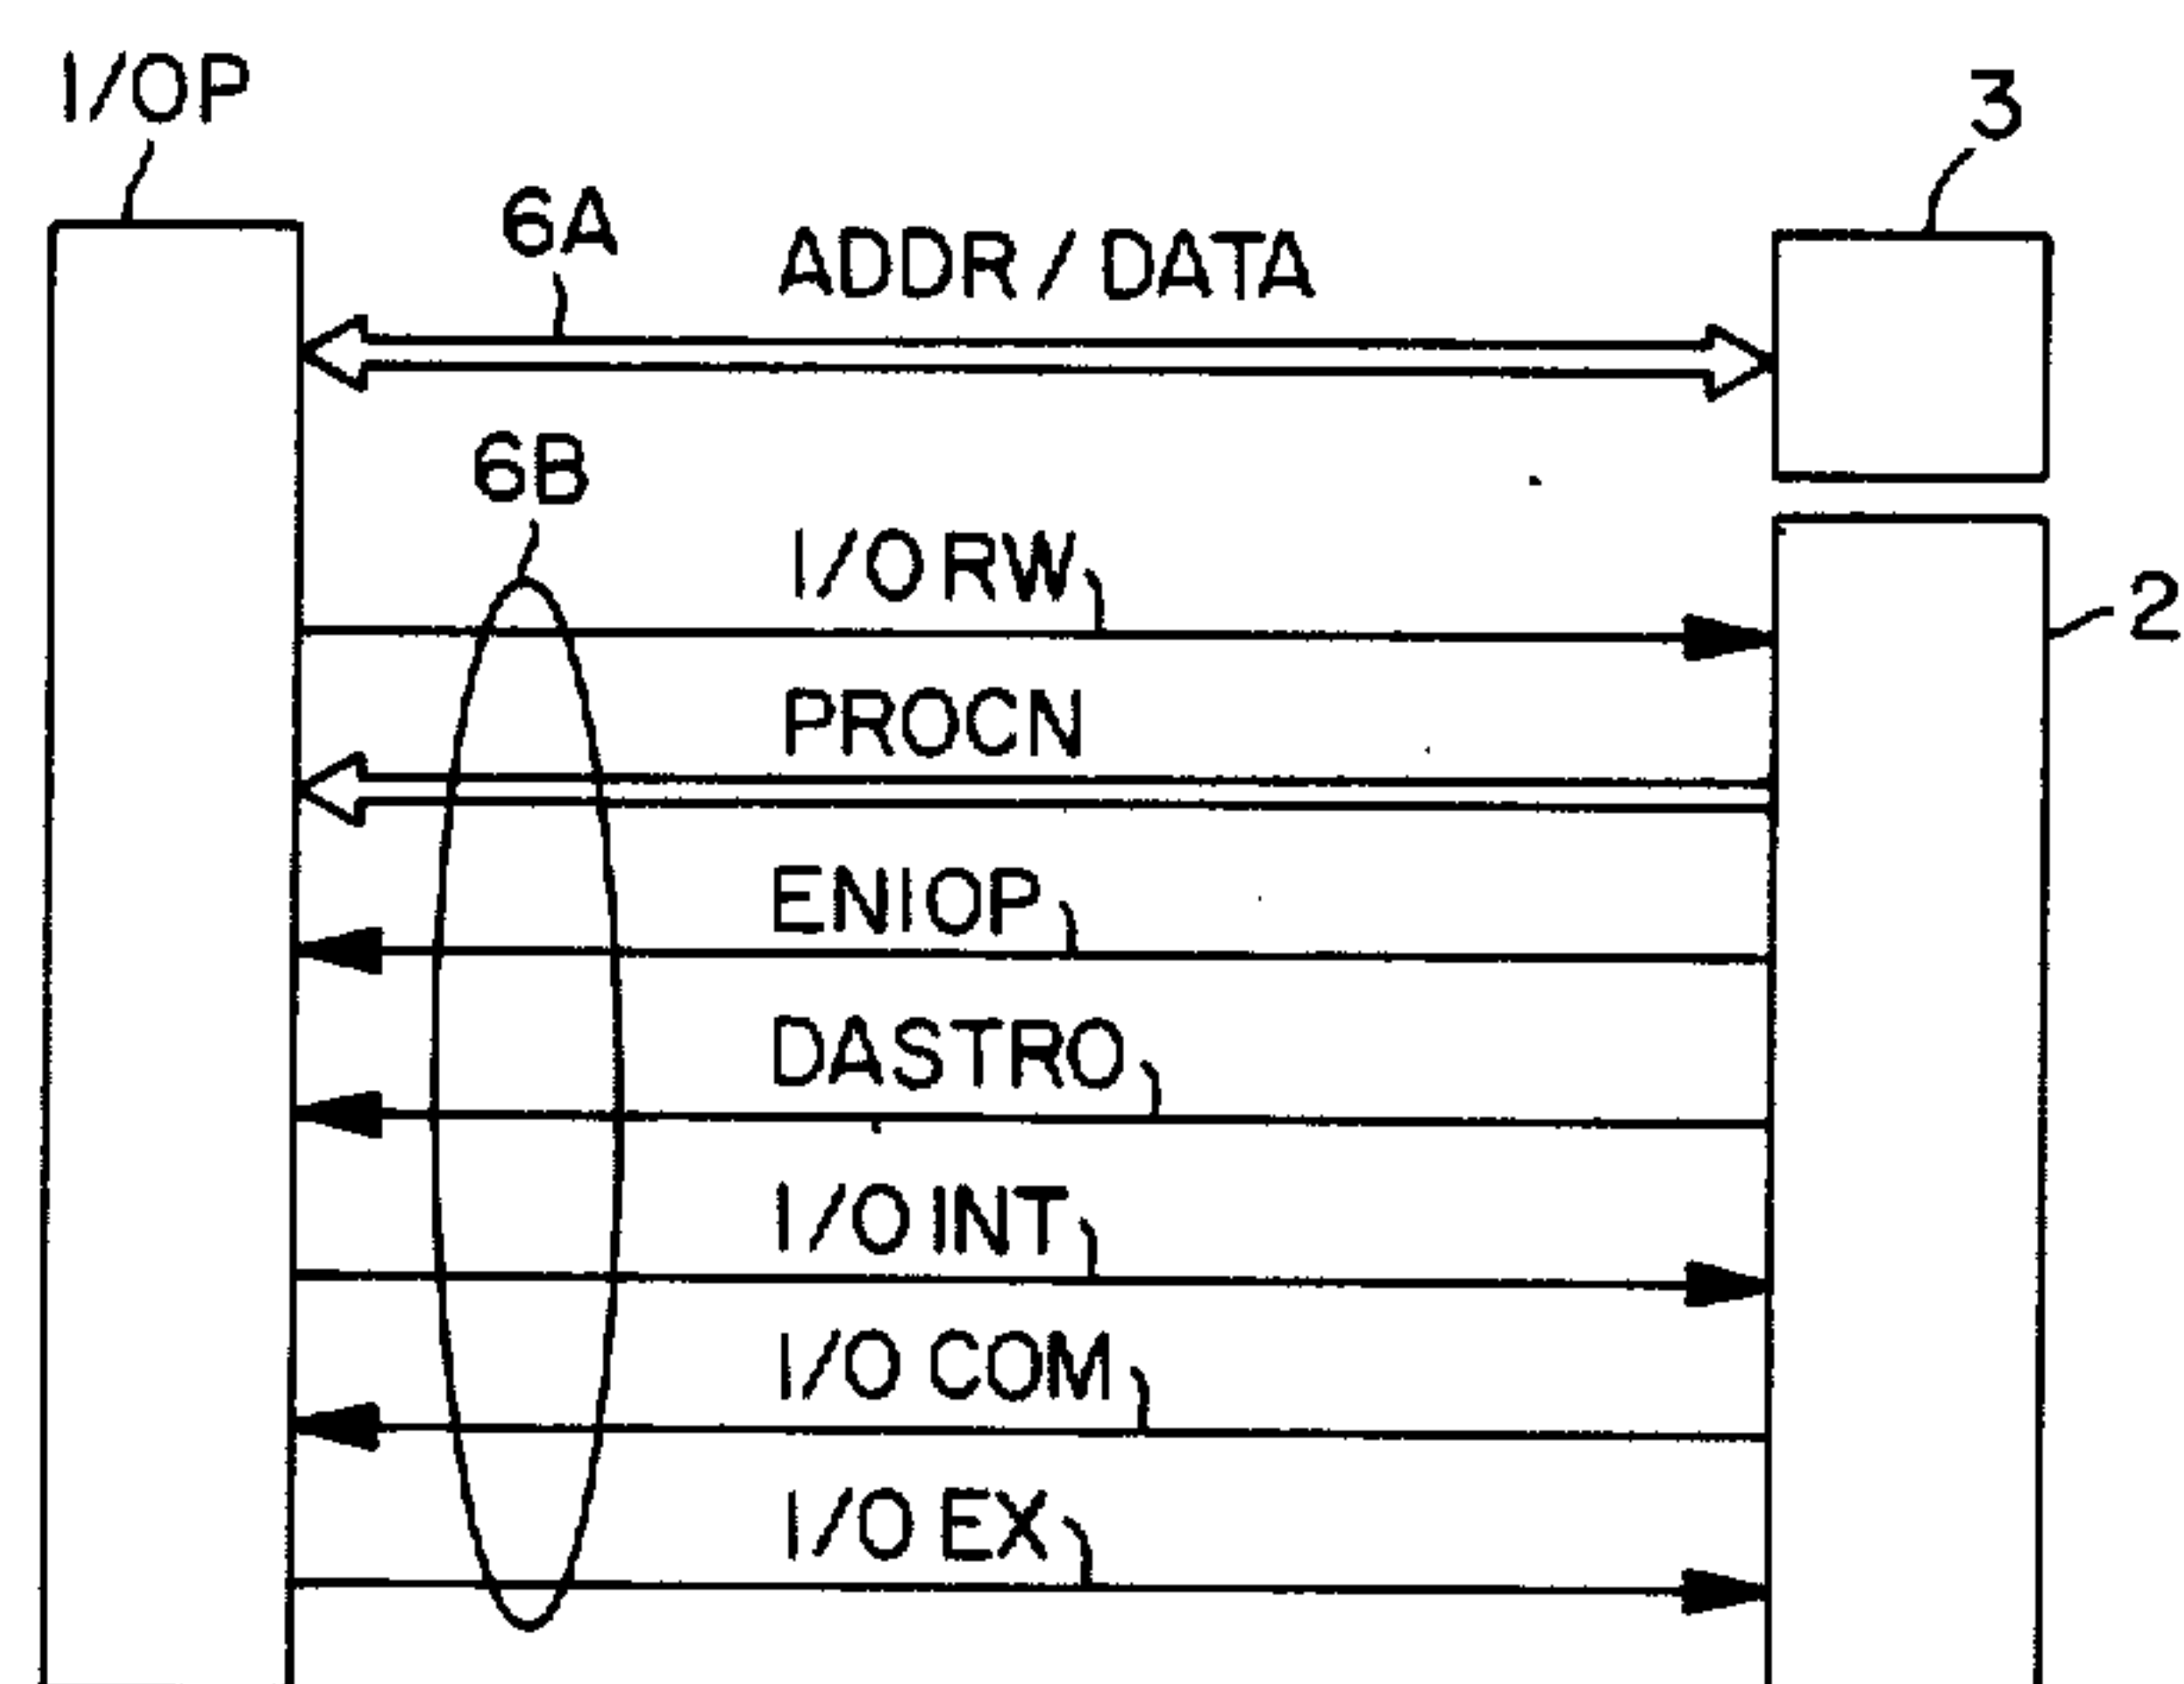 I/OP
3
6A
ADDR/DATA
6B
I/O RW
2
PROCN
ENIOP
DASTRO
I/O INT
I/O COM
I/O EX